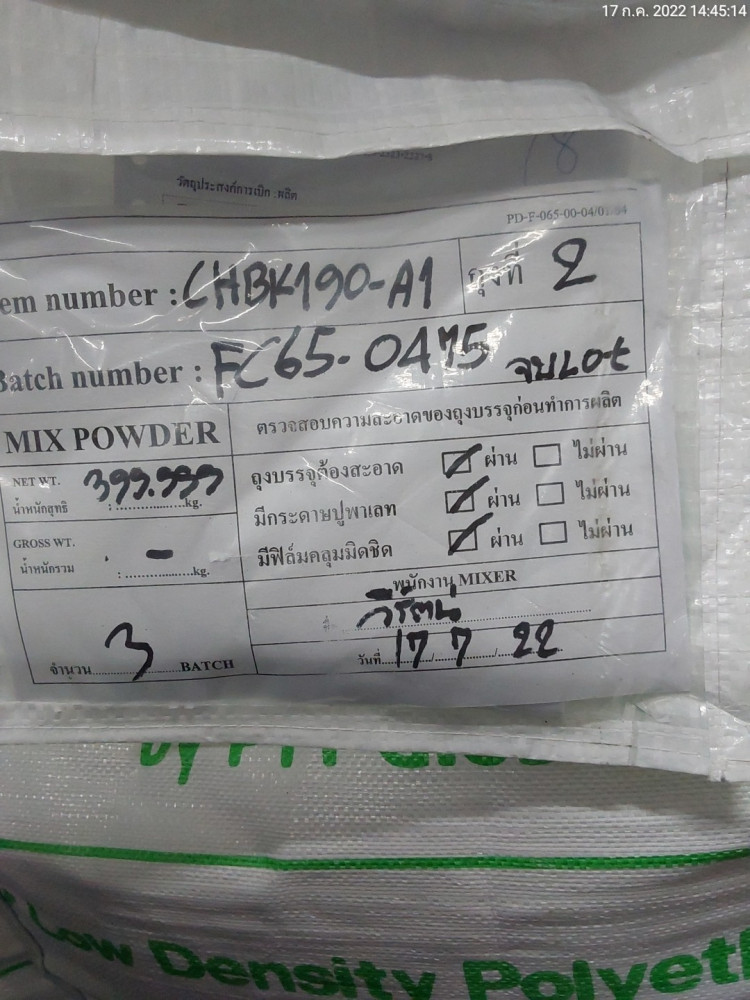 17 ก.ค. 2022 14:45:14
8
วัตถุประสงค์การเบิก : ผลิต
PD-F-065-00-04/01
em number : CHBK190-A1 ถุงที่ 2
Batch number : FC65-0475 จบLot
MIX POWDER ตรวจสอบความสะอาดของถุงบรรจุก่อนทำการผลิต
NET WT. 399.999
น้ำหนักสุทธิ :..............kg.
ถุงบรรจุต้องสะอาด ผ่าน ไม่ผ่าน
มีกระดาษปูพาเลท ผ่าน ไม่ผ่าน
มีฟิล์มคลุมมิดชิด ผ่าน ไม่ผ่าน
GROSS WT. -
น้ำหนักรวม :..............kg.
พนักงาน MIXER
วีรัตน์
จำนวน 3 BATCH
วันที่ 17/7/22
by PTT
Low Density Polyeth